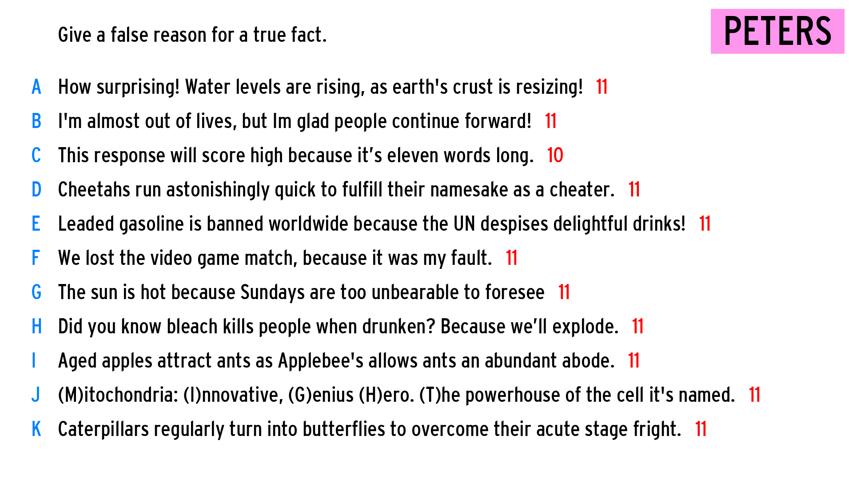 Give a false reason for a true fact.
PETERS
A How surprising! Water levels are rising, as earth's crust is resizing! 11
B I'm almost out of lives, but Im glad people continue forward! 11
C This response will score high because it’s eleven words long. 10
D Cheetahs run astonishingly quick to fulfill their namesake as a cheater. 11
E Leaded gasoline is banned worldwide because the UN despises delightful drinks! 11
F We lost the video game match, because it was my fault. 11
G The sun is hot because Sundays are too unbearable to foresee 11
H Did you know bleach kills people when drunken? Because we’ll explode. 11
I Aged apples attract ants as Applebee's allows ants an abundant abode. 11
J (M)itochondria: (I)nnovative, (G)enius (H)ero. (T)he powerhouse of the cell it's named. 11
K Caterpillars regularly turn into butterflies to overcome their acute stage fright. 11